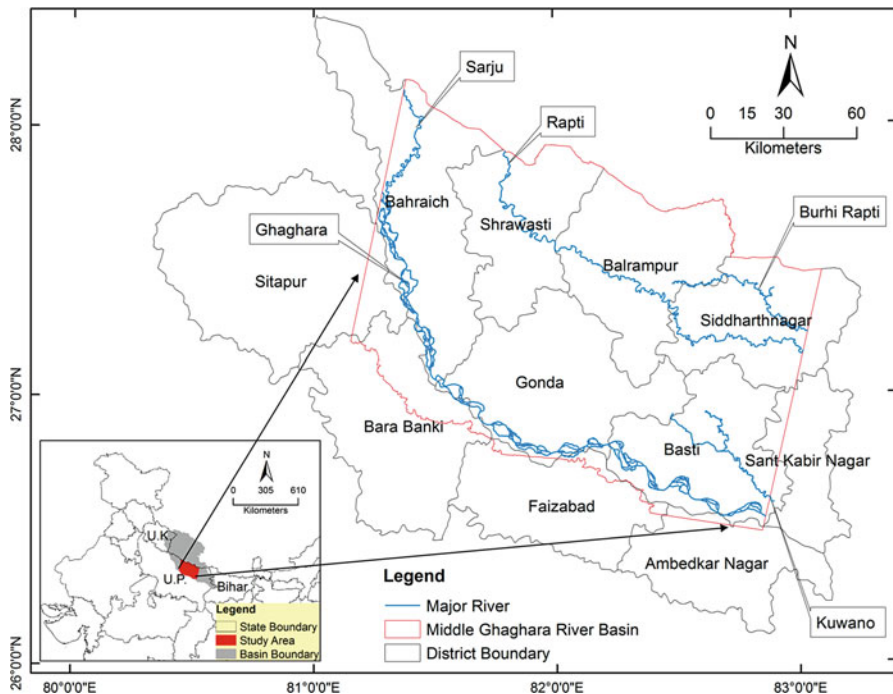 N
0 15 30 60
Kilometers
28°0'0"N
27°0'0"N
26°0'0"N
80°0'0"E
81°0'0"E
82°0'0"E
83°0'0"E
Sarju
Rapti
Burhi Rapti
Ghaghara
Bahraich
Shrawasti
Balrampur
Sitapur
Siddharthnagar
Gonda
Bara Banki
Basti
Sant Kabir Nagar
Faizabad
Ambedkar Nagar
Kuwano
Legend
Major River
Middle Ghaghara River Basin
District Boundary
N
0 305 610
Kilometers
U.K.
U.P.
Bihar
Legend
State Boundary
Study Area
Basin Boundary